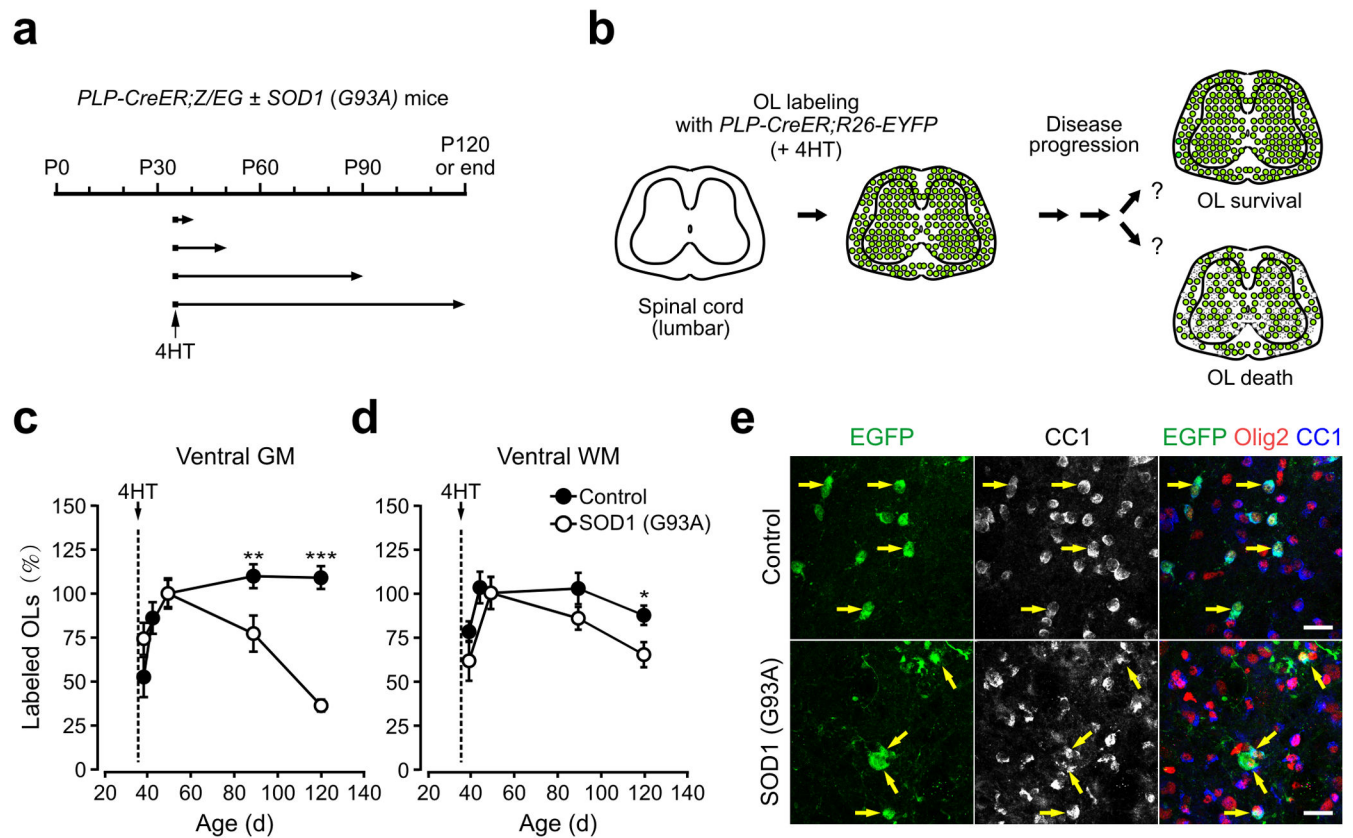 a
PLP-CreER;Z/EG ± SOD1 (G93A) mice
P0
P30
P60
P90
P120
or end
4HT
b
OL labeling
with PLP-CreER;R26-EYFP
(+ 4HT)
Disease
progression
Spinal cord
(lumbar)
?
?
OL survival
OL death
c
Ventral GM
4HT
**
***
Labeled OLs (%)
150
125
100
75
50
25
0
20 40 60 80 100 120 140
Age (d)
d
Ventral WM
4HT
Control
SOD1 (G93A)
*
150
125
100
75
50
25
0
20 40 60 80 100 120 140
Age (d)
e
EGFP
CC1
EGFP Olig2 CC1
Control
SOD1 (G93A)